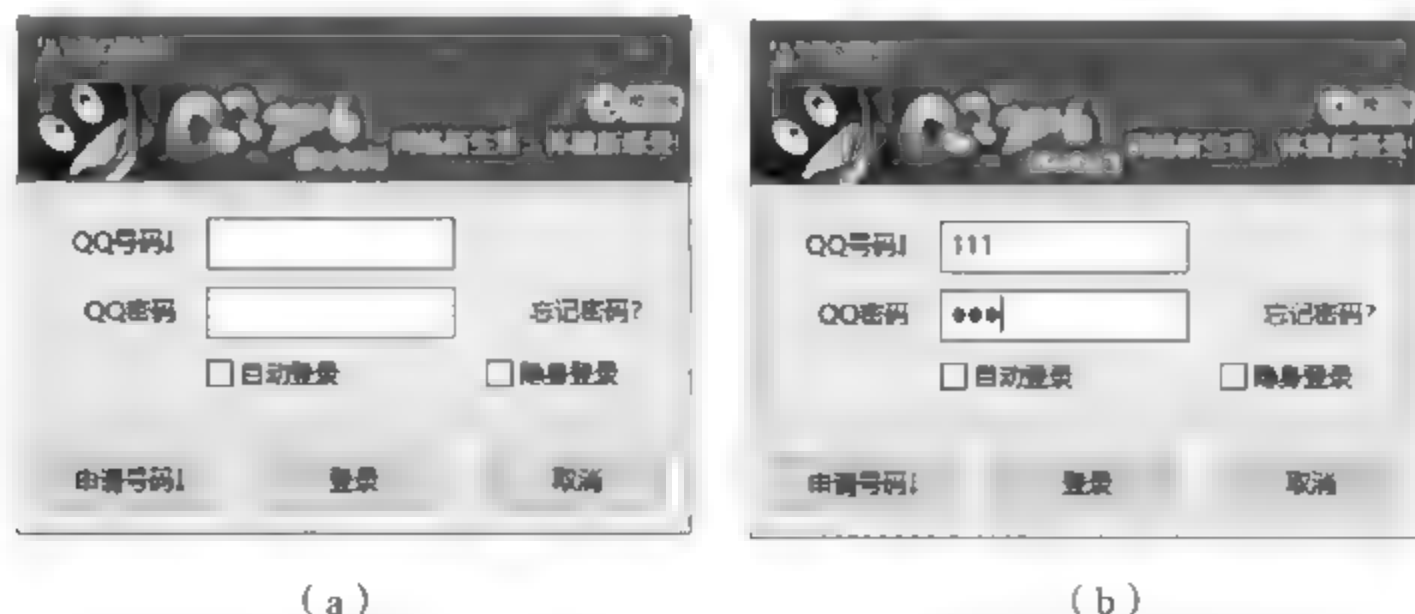 QQ号码↓
QQ密码 忘记密码?
自动登录 隐身登录
申请号码↓ 登录 取消
QQ号码↓ 111
QQ密码 ●●● 忘记密码?
自动登录 隐身登录
申请号码↓ 登录 取消
(a) (b)